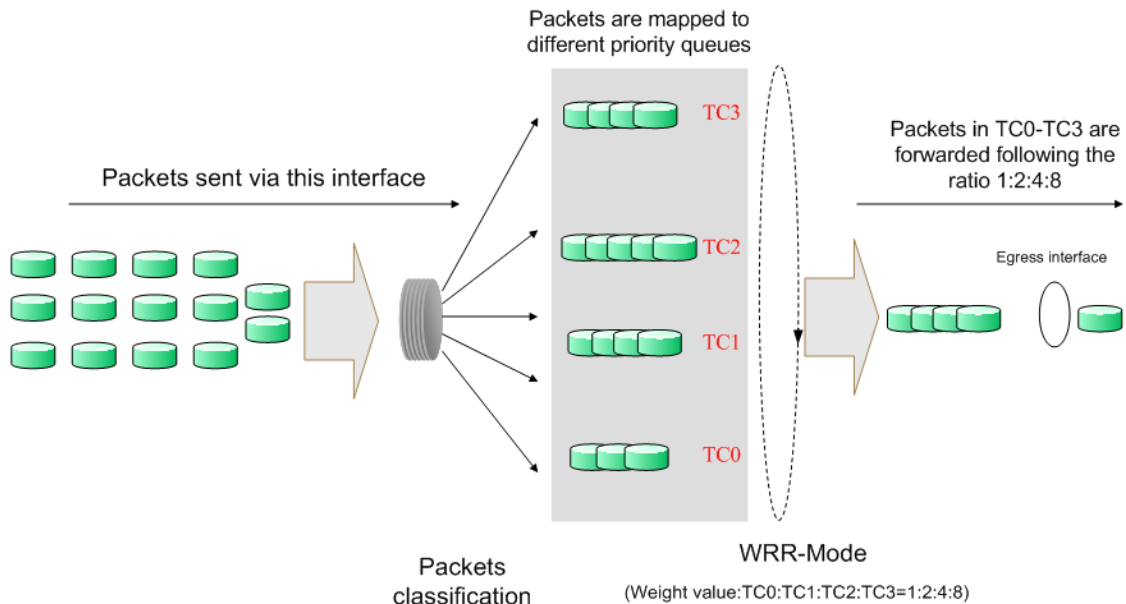 Packets are mapped to
different priority queues
Packets sent via this interface
TC3
TC2
TC1
TC0
Packets in TC0-TC3 are
forwarded following the
ratio 1:2:4:8
Egress interface
Packets
classification
WRR-Mode
(Weight value:TC0:TC1:TC2:TC3=1:2:4:8)